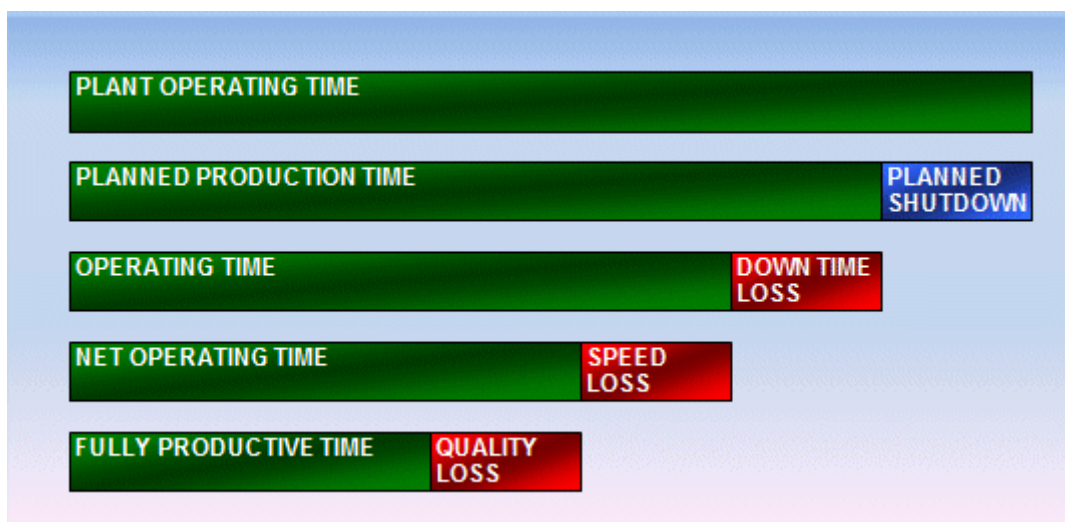 PLANT OPERATING TIME
PLANNED PRODUCTION TIME
PLANNED
SHUTDOWN
OPERATING TIME
DOWN TIME
LOSS
NET OPERATING TIME
SPEED
LOSS
FULLY PRODUCTIVE TIME
QUALITY
LOSS